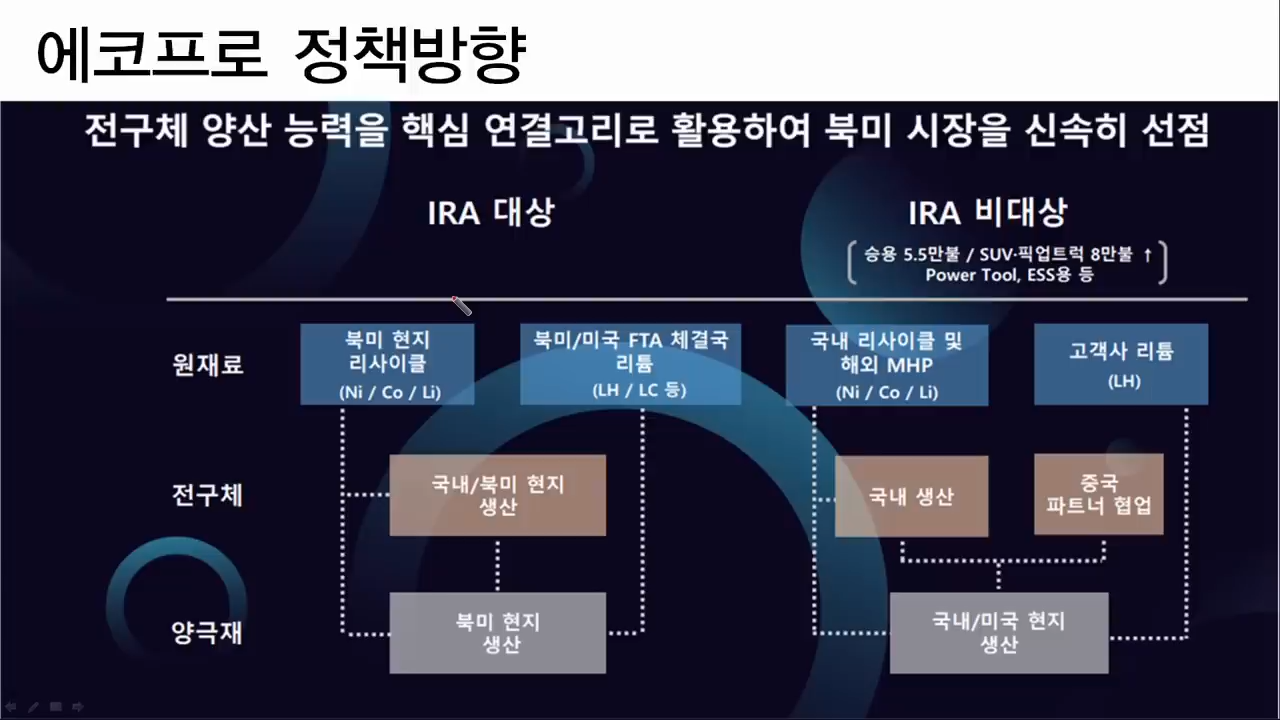 에코프로 정책방향
전구체 양산 능력을 핵심 연결고리로 활용하여 북미 시장을 신속히 선점
IRA 대상
IRA 비대상
승용 5.5만불 / SUV·픽업트럭 8만불 ↑
Power Tool, ESS용 등
원재료
북미 현지
리사이클
(Ni / Co / Li)
북미/미국 FTA 체결국
리튬
(LH / LC 등)
국내 리사이클 및
해외 MHP
(Ni / Co / Li)
고객사 리튬
(LH)
전구체
국내/북미 현지
생산
국내 생산
중국
파트너 협업
양극재
북미 현지
생산
국내/미국 현지
생산